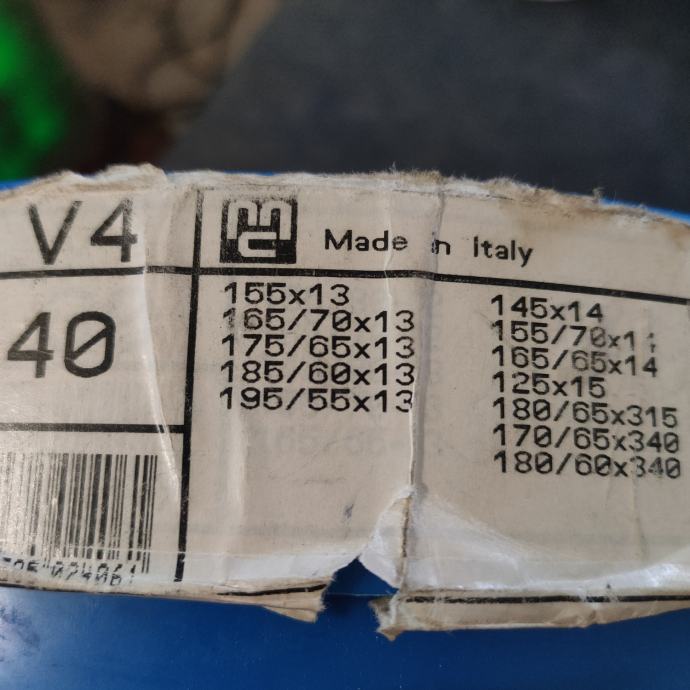 V4
40
Made in Italy
155x13
165/70x13
175/65x13
185/60x13
195/55x13
145x14
165/65x14
125x15
180/65x315
170/65x340
180/60x340